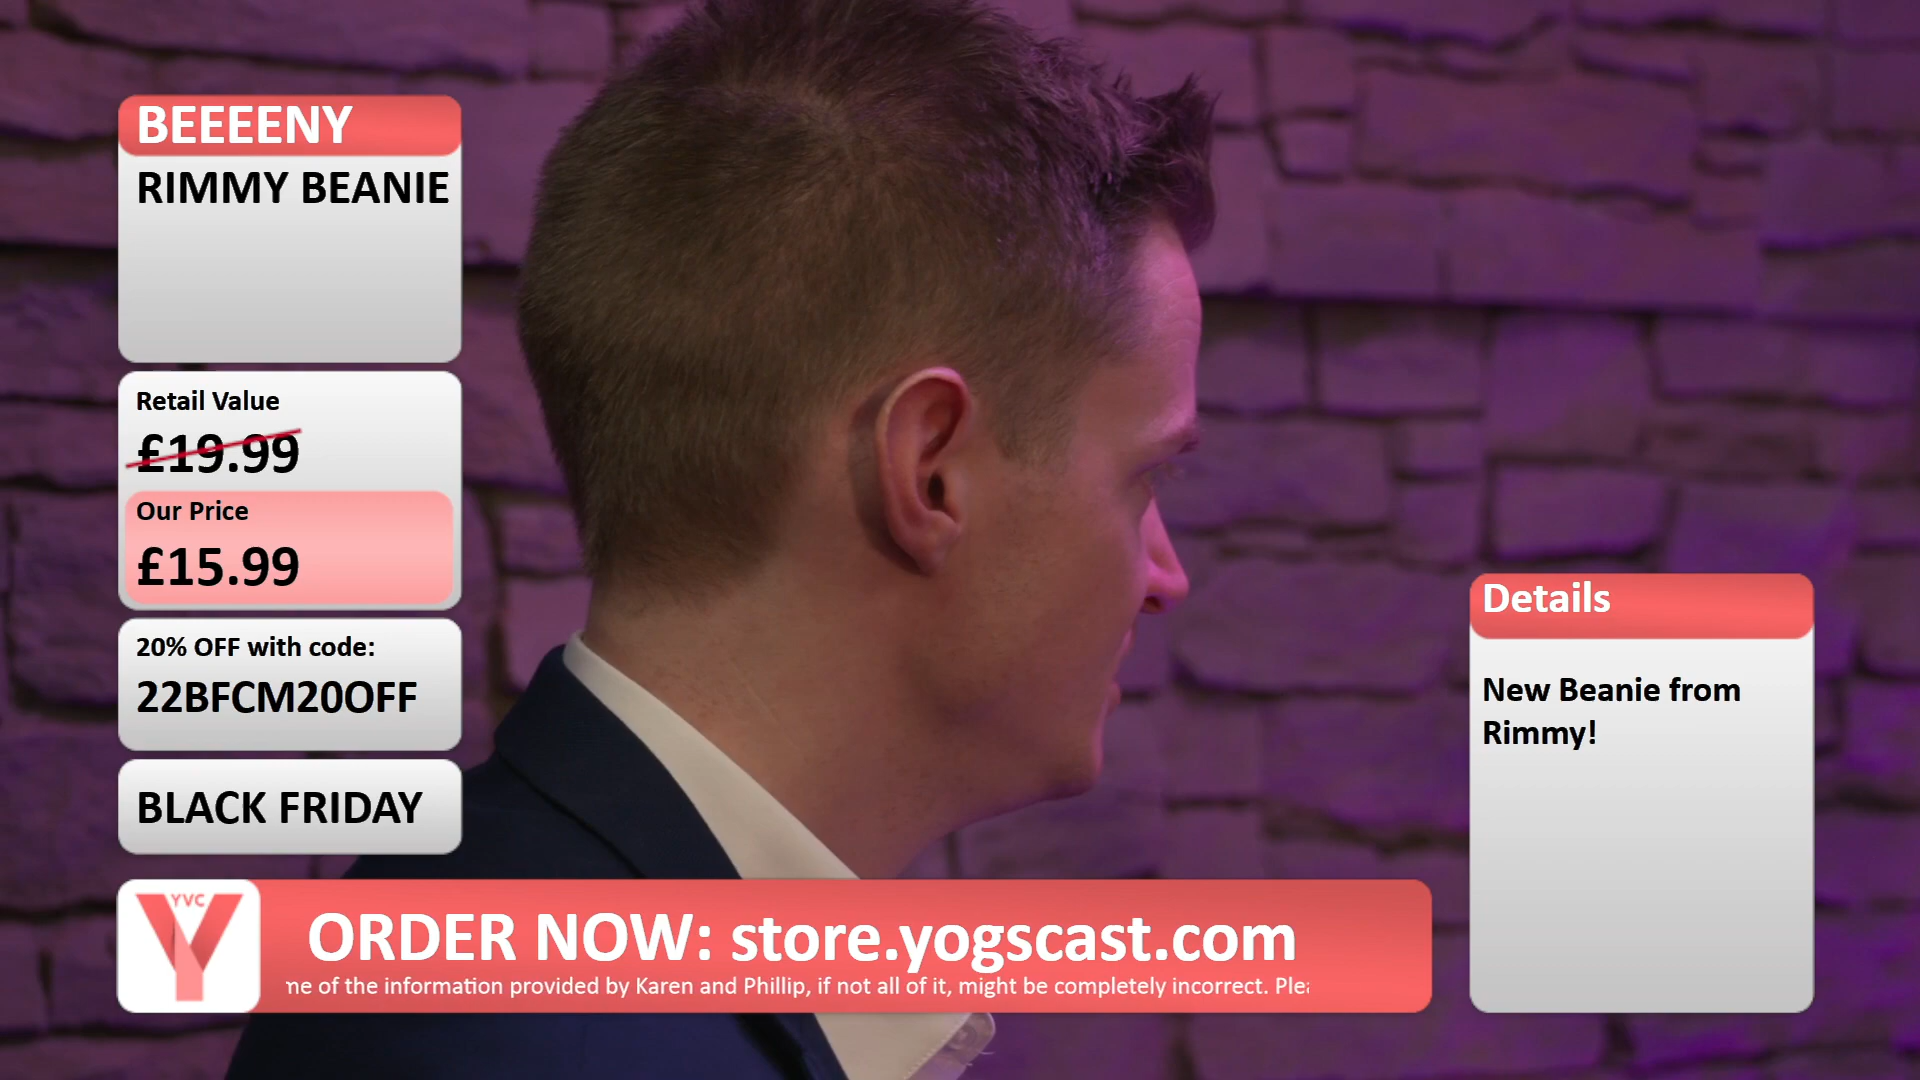 BEEEENY
RIMMY BEANIE
Retail Value
£19.99
Our Price
£15.99
20% OFF with code:
22BFCM20OFF
BLACK FRIDAY
Details
New Beanie from
Rimmy!
YVC
ORDER NOW: store.yogscast.com
me of the information provided by Karen and Phillip, if not all of it, might be completely incorrect. Plea